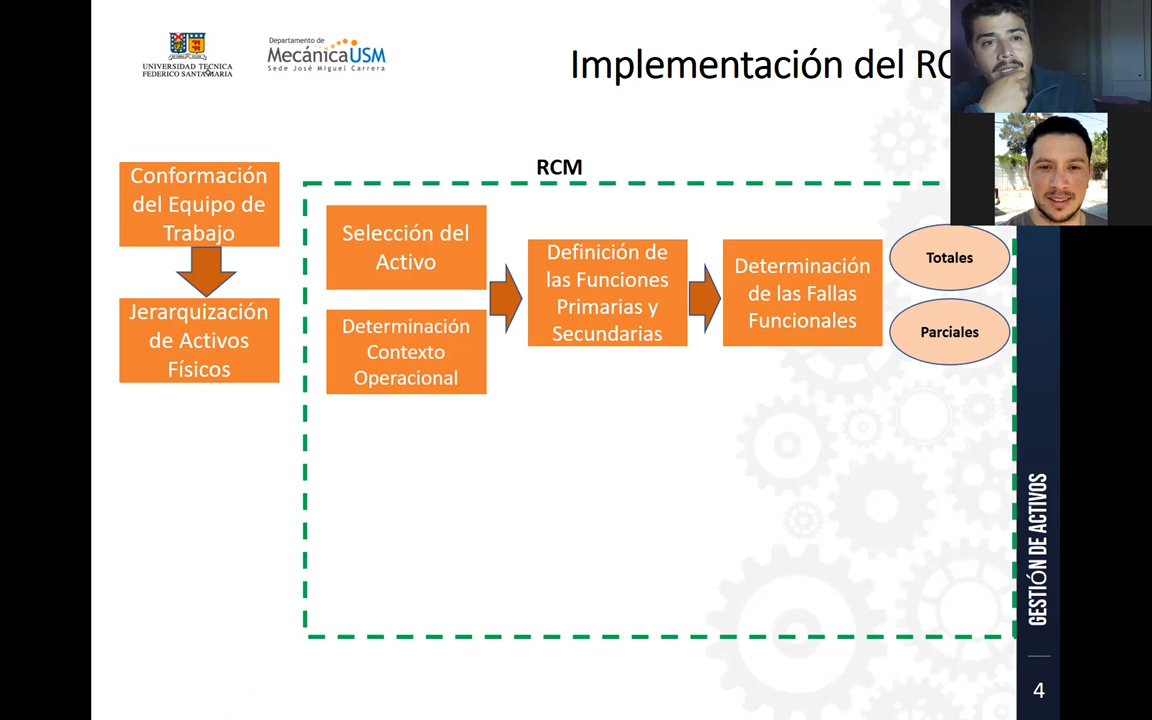 UNIVERSIDAD TECNICA
FEDERICO SANTA MARIA
Departamento de
MecánicaUSM
Sede José Miguel Carrera
Implementación del RC
RCM
Conformación
del Equipo de
Trabajo
Jerarquización
de Activos
Físicos
Selección del
Activo
Determinación
Contexto
Operacional
Definición de
las Funciones
Primarias y
Secundarias
Determinación
de las Fallas
Funcionales
Totales
Parciales
GESTIÓN DE ACTIVOS
4